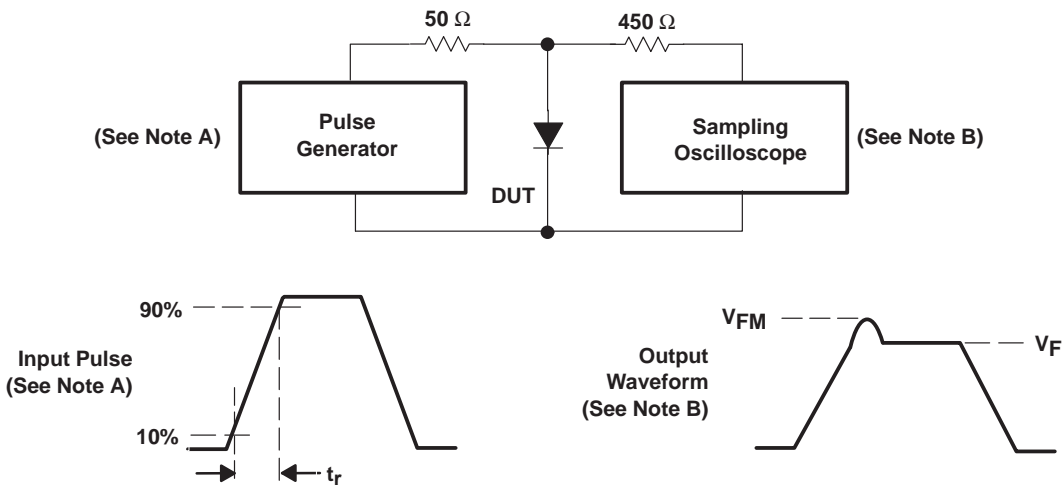 50 Ω
450 Ω
(See Note A)
Pulse
Generator
DUT
Sampling
Oscilloscope
(See Note B)
90%
Input Pulse
(See Note A)
10%
tr
VFM
Output
Waveform
(See Note B)
VF